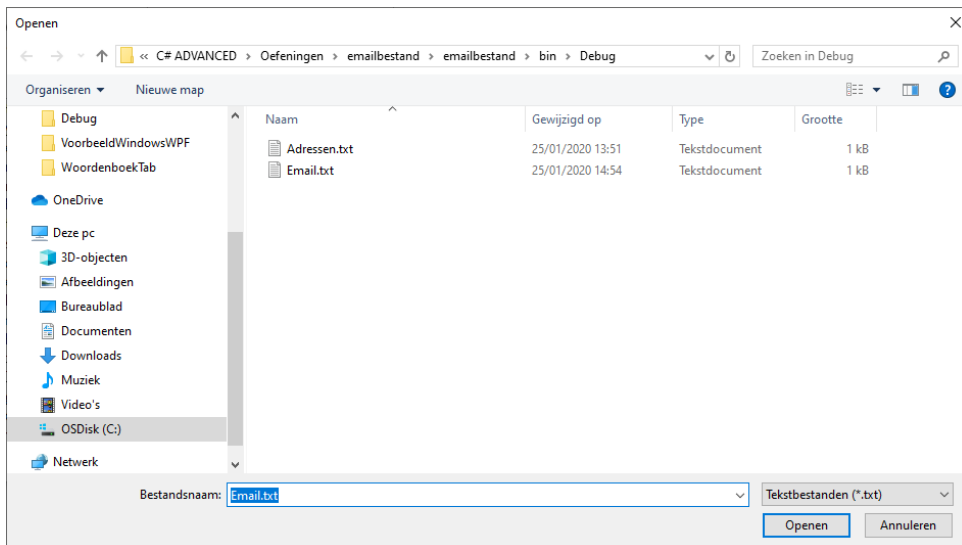 Openen
« C# ADVANCED > Oefeningen > emailbestand > emailbestand > bin > Debug
Zoeken in Debug
Organiseren Nieuwe map
Debug
VoorbeeldWindowsWPF
WoordenboekTab
OneDrive
Deze pc
3D-objecten
Afbeeldingen
Bureaublad
Documenten
Downloads
Muziek
Video's
OSDisk (C:)
Netwerk
Naam Gewijzigd op Type Grootte
Adressen.txt 25/01/2020 13:51 Tekstdocument 1 kB
Email.txt 25/01/2020 14:54 Tekstdocument 1 kB
Bestandsnaam: Email.txt Tekstbestanden (*.txt)
Openen Annuleren